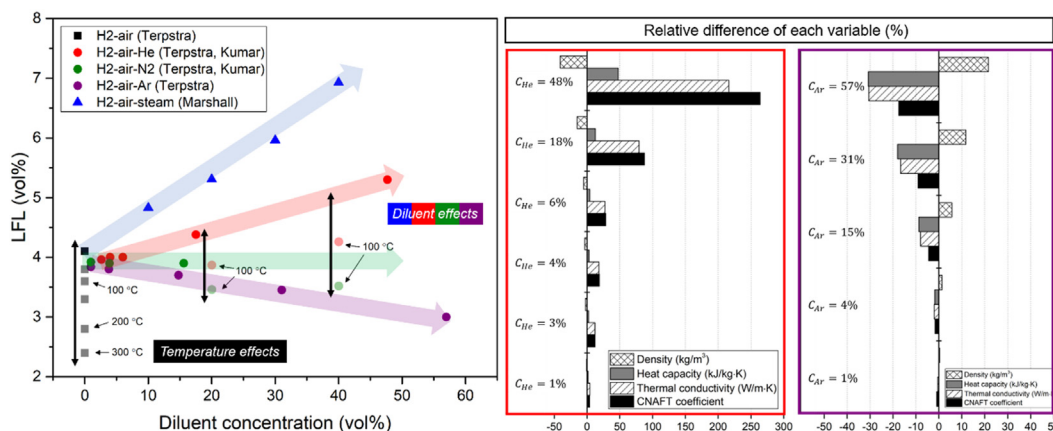 H2-air (Terpstra)
H2-air-He (Terpstra, Kumar)
H2-air-N2 (Terpstra, Kumar)
H2-air-Ar (Terpstra)
H2-air-steam (Marshall)
8
7
6
5
4
3
2
LFL (vol%)
Diluent effects
100 °C
100 °C
100 °C
200 °C
300 °C
Temperature effects
0
10
20
30
40
50
60
Diluent concentration (vol%)
Relative difference of each variable (%)
C_He = 48%
C_He = 18%
C_He = 6%
C_He = 4%
C_He = 3%
C_He = 1%
Density (kg/m³)
Heat capacity (kJ/kg·K)
Thermal conductivity (W/m·K)
CNAFT coefficient
-50 0 50 100 150 200 250 300
C_Ar = 57%
C_Ar = 31%
C_Ar = 15%
C_Ar = 4%
C_Ar = 1%
Density (kg/m³)
Heat capacity (kJ/kg·K)
Thermal conductivity (W/m·K)
CNAFT coefficient
-50 -40 -30 -20 -10 0 10 20 30 40